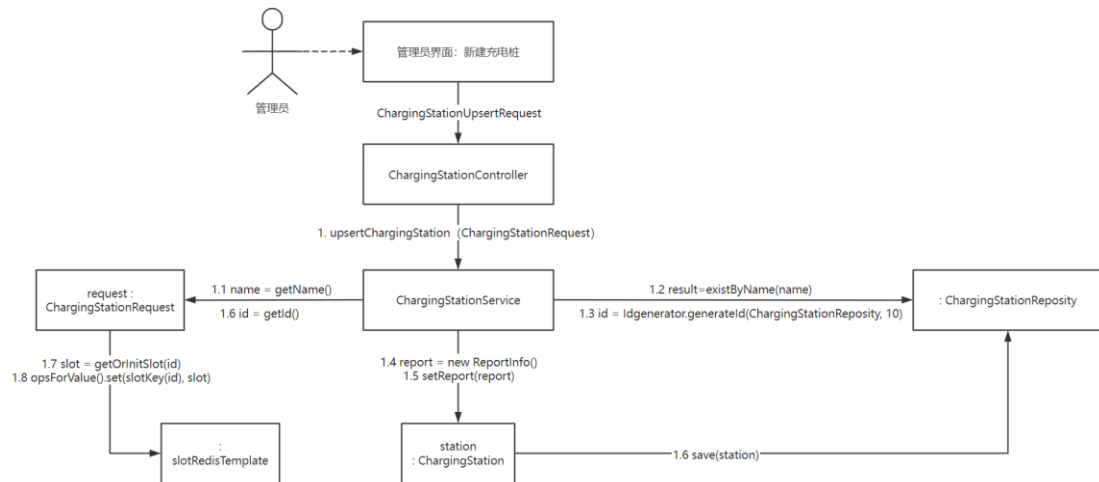 管理员界面：新建充电桩
管理员
ChargingStationUpsertRequest
ChargingStationController
1. upsertChargingStation（ChargingStationRequest）
request :
ChargingStationRequest
1.1 name = getName()
1.6 id = getId()
ChargingStationService
1.2 result=existByName(name)
1.3 id = Idgenerator.generateId(ChargingStationReposity, 10)
: ChargingStationReposity
1.7 slot = getOrInitSlot(id)
1.8 opsForValue().set(slotKey(id), slot)
1.4 report = new ReportInfo()
1.5 setReport(report)
:
slotRedisTemplate
station
: ChargingStation
1.6 save(station)